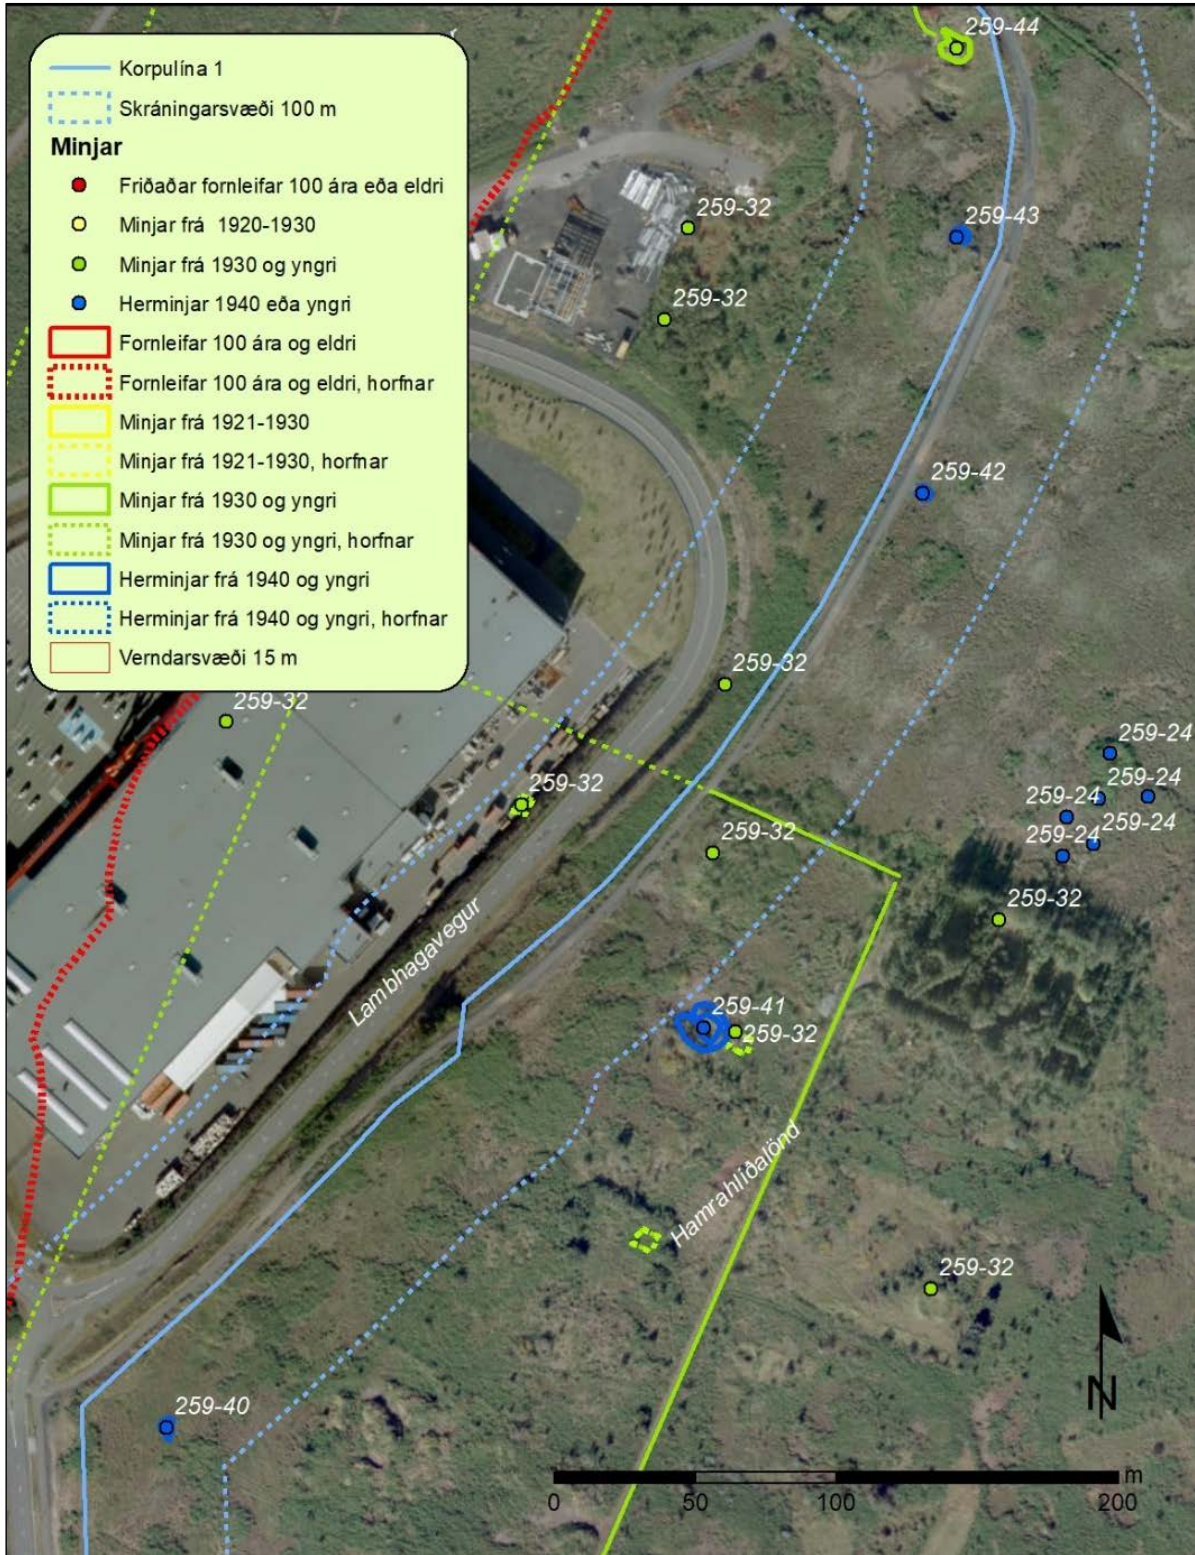 Korpulína 1
Skráningarsvæði 100 m
Minjar
Friðaðar fornleifar 100 ára eða eldri
Minjar frá 1920-1930
Minjar frá 1930 og yngri
Herminjar 1940 eða yngri
Fornleifar 100 ára og eldri
Fornleifar 100 ára og eldri, horfnar
Minjar frá 1921-1930
Minjar frá 1921-1930, horfnar
Minjar frá 1930 og yngri
Minjar frá 1930 og yngri, horfnar
Herminjar frá 1940 og yngri
Herminjar frá 1940 og yngri, horfnar
Verndarsvæði 15 m
259-44
259-32
259-43
259-32
259-42
259-32
259-32
259-24
259-32
259-24
259-24
259-24
259-32
259-24
259-32
Lambhagavegur
259-41
259-32
Hamrahlíðalönd
259-32
259-40
N
m
0
50
100
200